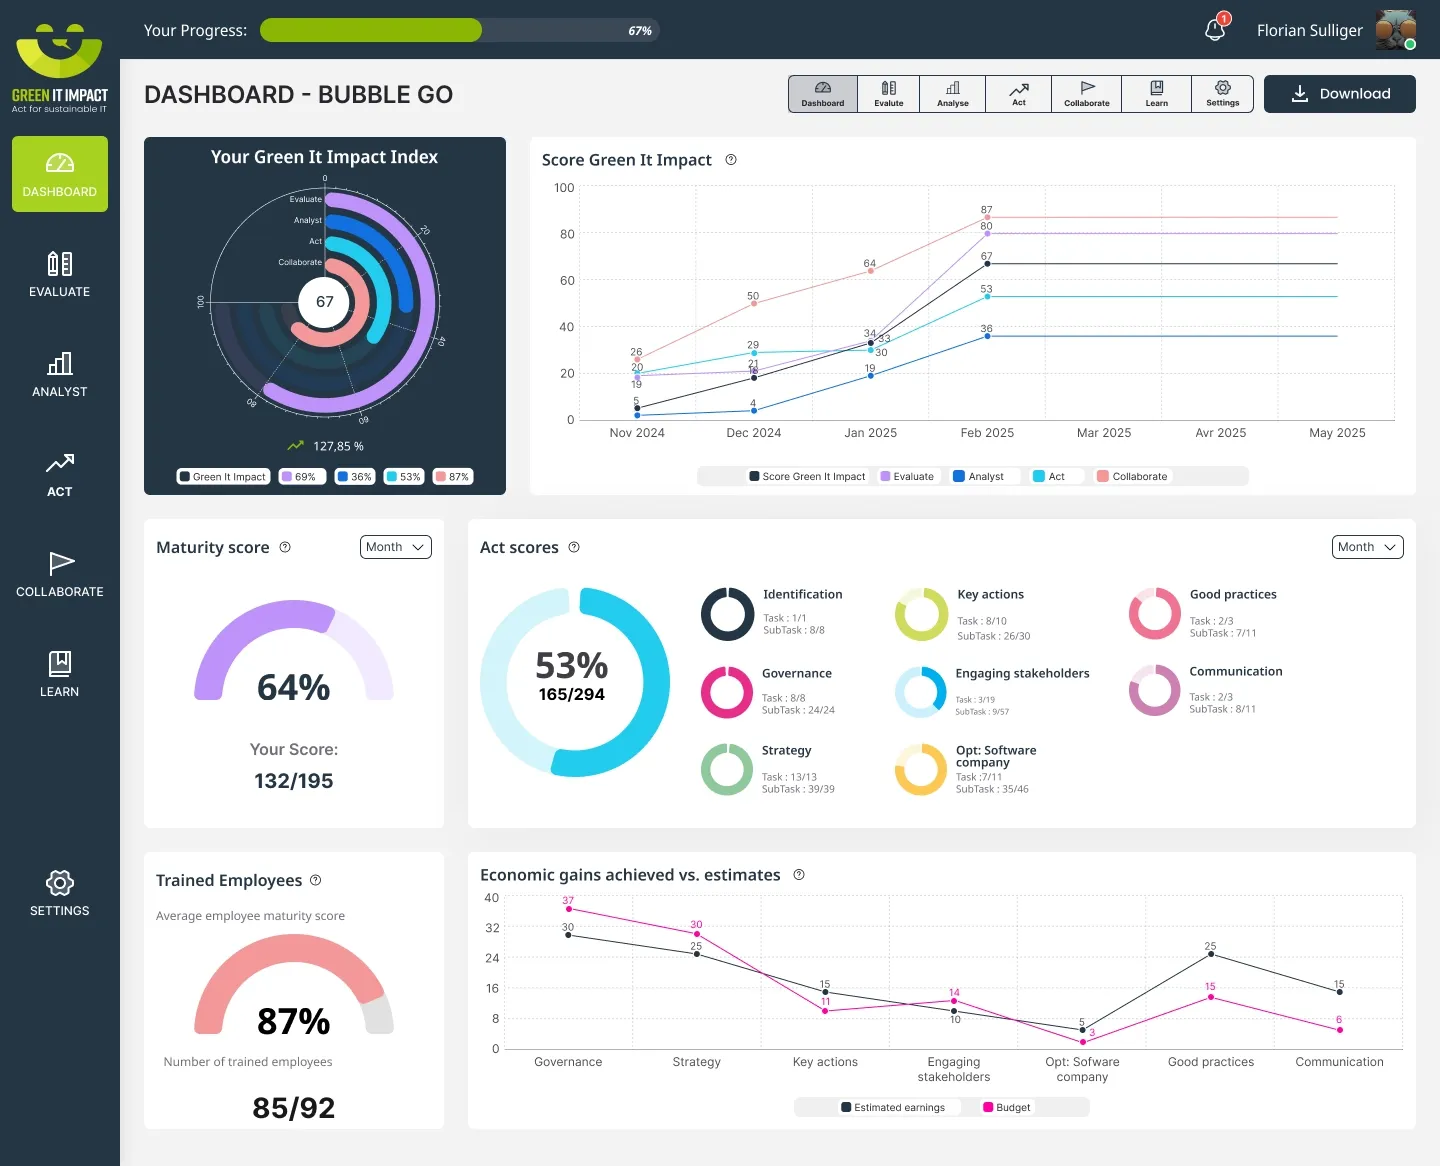 Your Progress:
67%
1
Florian Sulliger
GREEN IT IMPACT
Act for sustainable IT
DASHBOARD - BUBBLE GO
Dashboard
Evalute
Analyse
Act
Collaborate
Learn
Settings
Download
DASHBOARD
EVALUATE
ANALYST
ACT
COLLABORATE
LEARN
SETTINGS
Your Green It Impact Index
0
20
40
60
80
100
Evaluate
Analyst
Act
Collaborate
67
127,85 %
Green It Impact
69%
36%
53%
87%
Score Green It Impact
100
80
60
40
20
0
26
20
19
5
50
29
21
18
4
64
34
33
30
19
87
80
67
53
36
Nov 2024
Dec 2024
Jan 2025
Feb 2025
Mar 2025
Avr 2025
May 2025
Score Green It Impact
Evaluate
Analyst
Act
Collaborate
Maturity score
Month
64%
Your Score:
132/195
Act scores
Month
53%
165/294
Identification
Task : 1/1
SubTask : 8/8
Key actions
Task : 8/10
SubTask : 26/30
Good practices
Task : 2/3
SubTask : 7/11
Governance
Task : 8/8
SubTask : 24/24
Engaging stakeholders
Task : 3/19
SubTask : 9/57
Communication
Task : 2/3
SubTask : 8/11
Strategy
Task : 13/13
SubTask : 39/39
Opt: Software
company
Task :7/11
SubTask : 35/46
Trained Employees
Average employee maturity score
87%
Number of trained employees
85/92
Economic gains achieved vs. estimates
40
32
24
16
8
0
37
30
30
25
15
11
14
10
5
3
25
15
15
6
Governance
Strategy
Key actions
Engaging
stakeholders
Opt: Sofware
company
Good practices
Communication
Estimated earnings
Budget